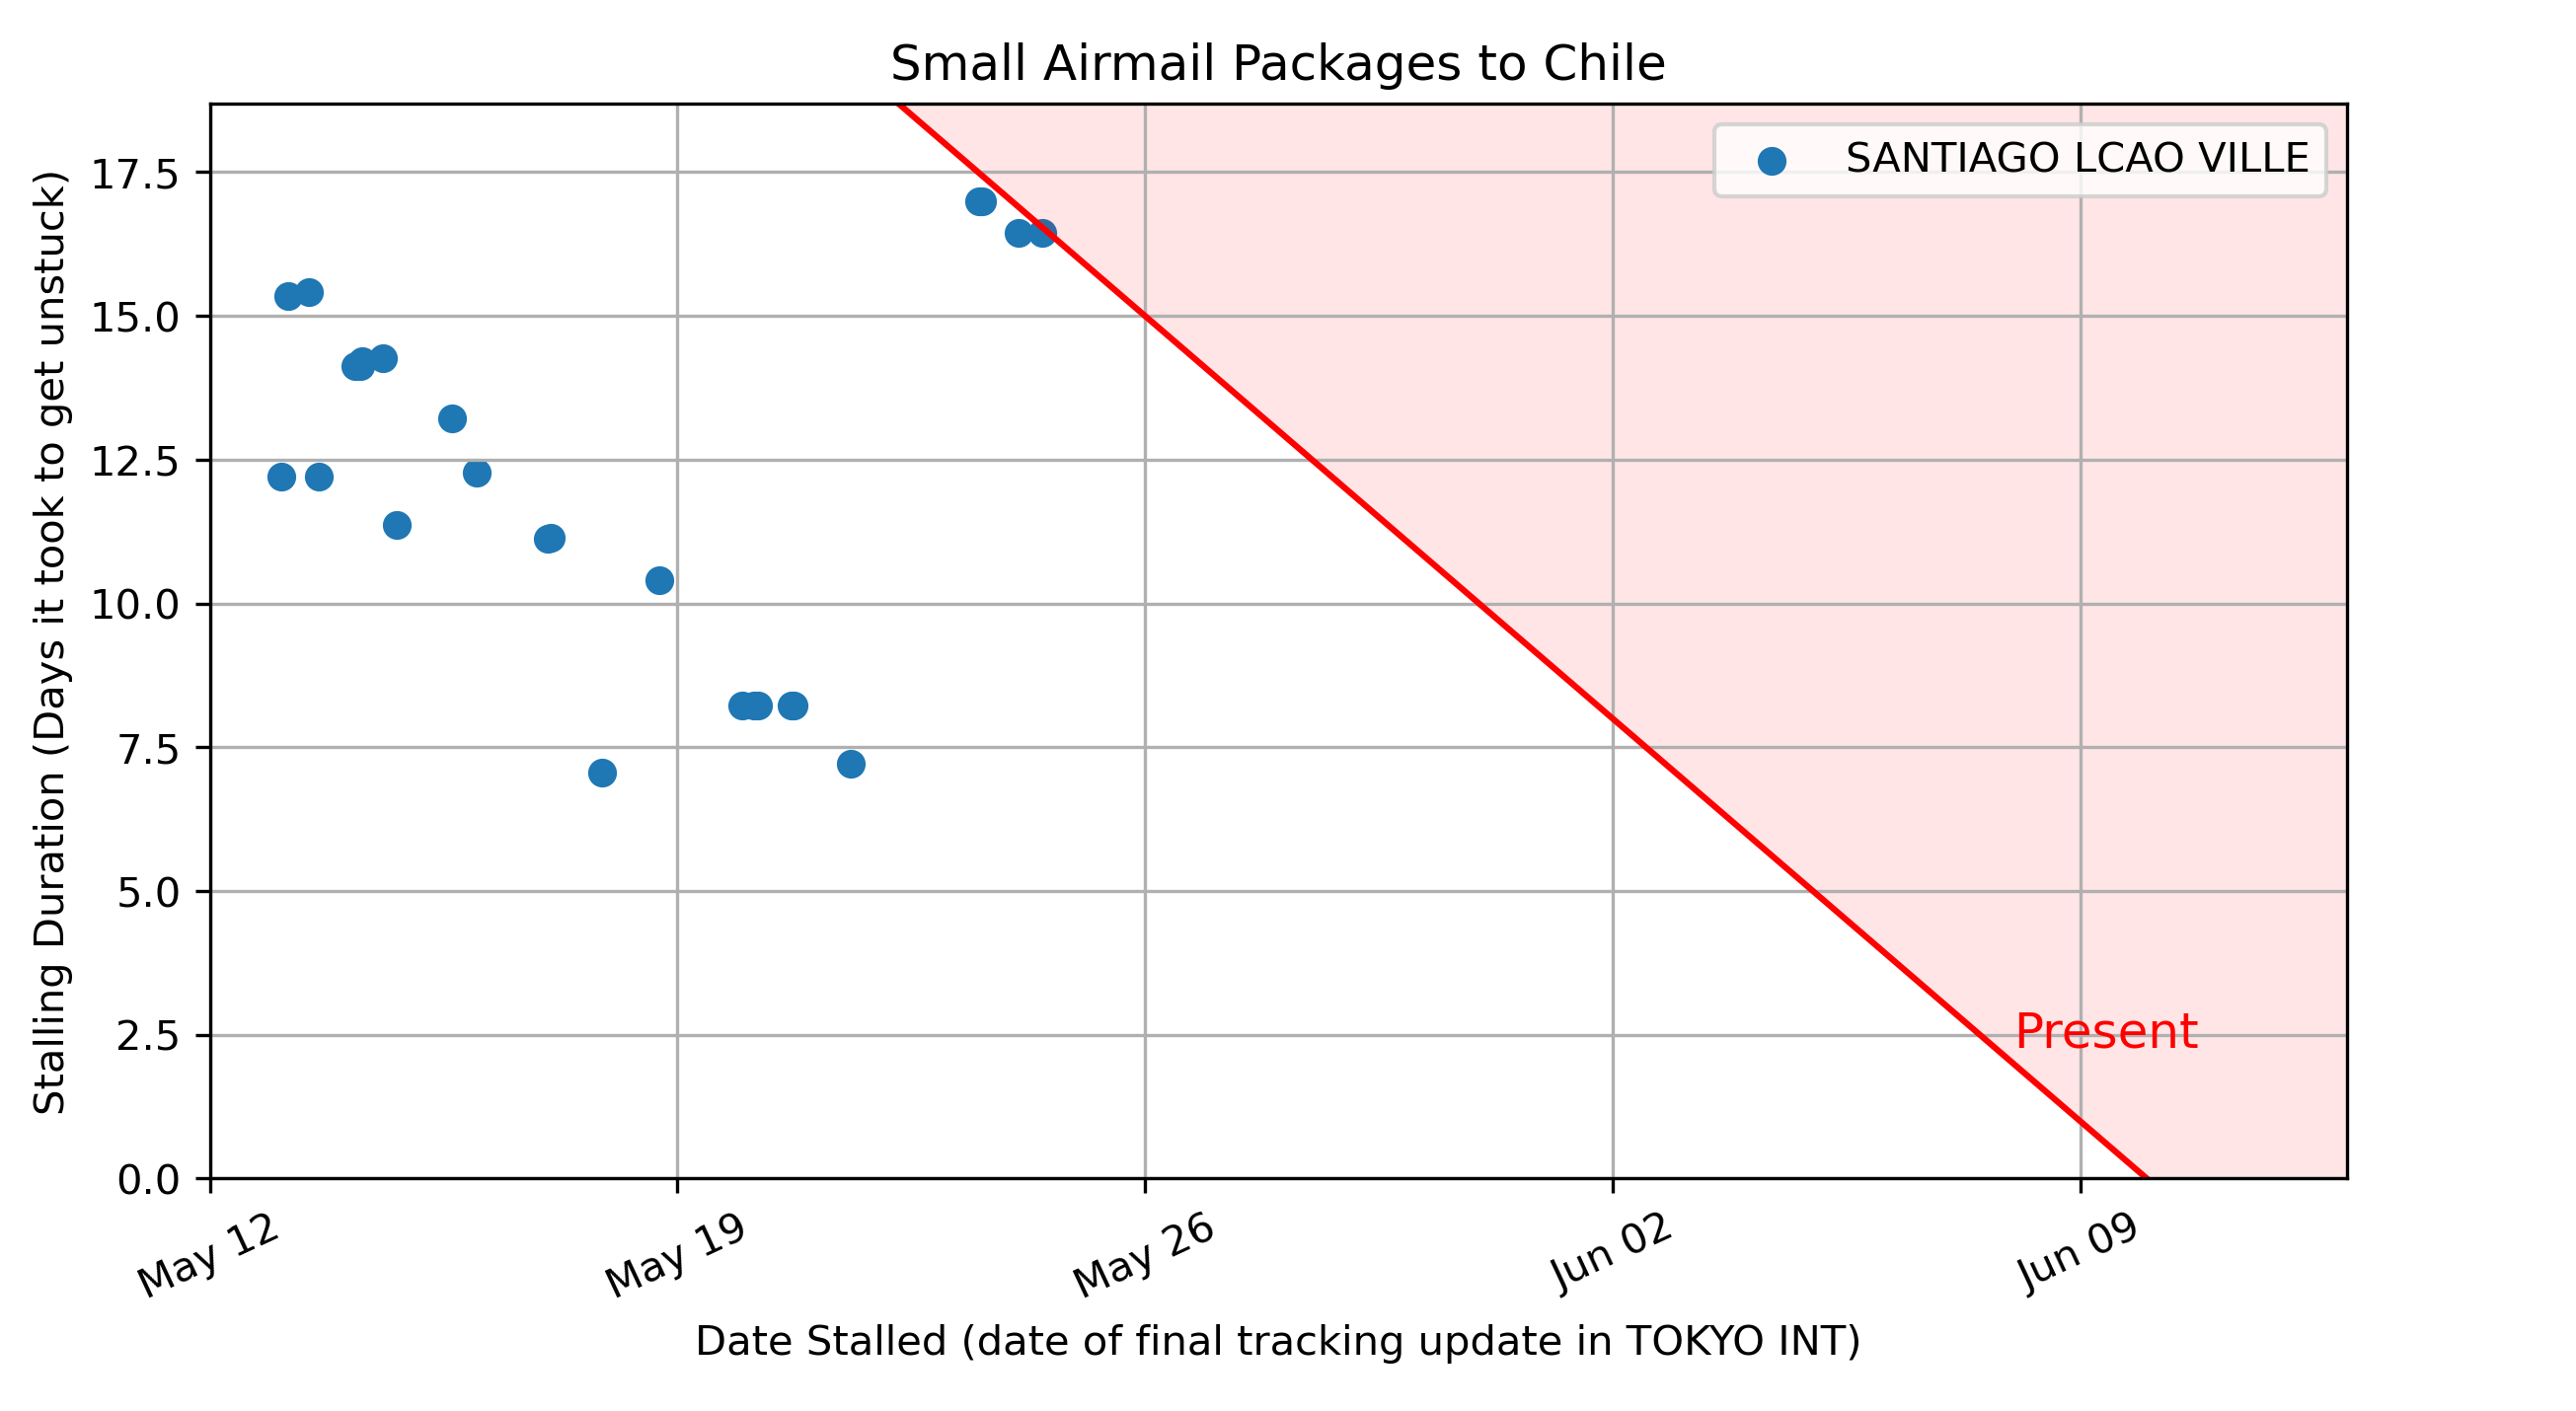 Small Airmail Packages to Chile
SANTIAGO LCAO VILLE
Stalling Duration (Days it took to get unstuck)
17.5
15.0
12.5
10.0
7.5
5.0
2.5
0.0
Present
May 12
May 19
May 26
Jun 02
Jun 09
Date Stalled (date of final tracking update in TOKYO INT)